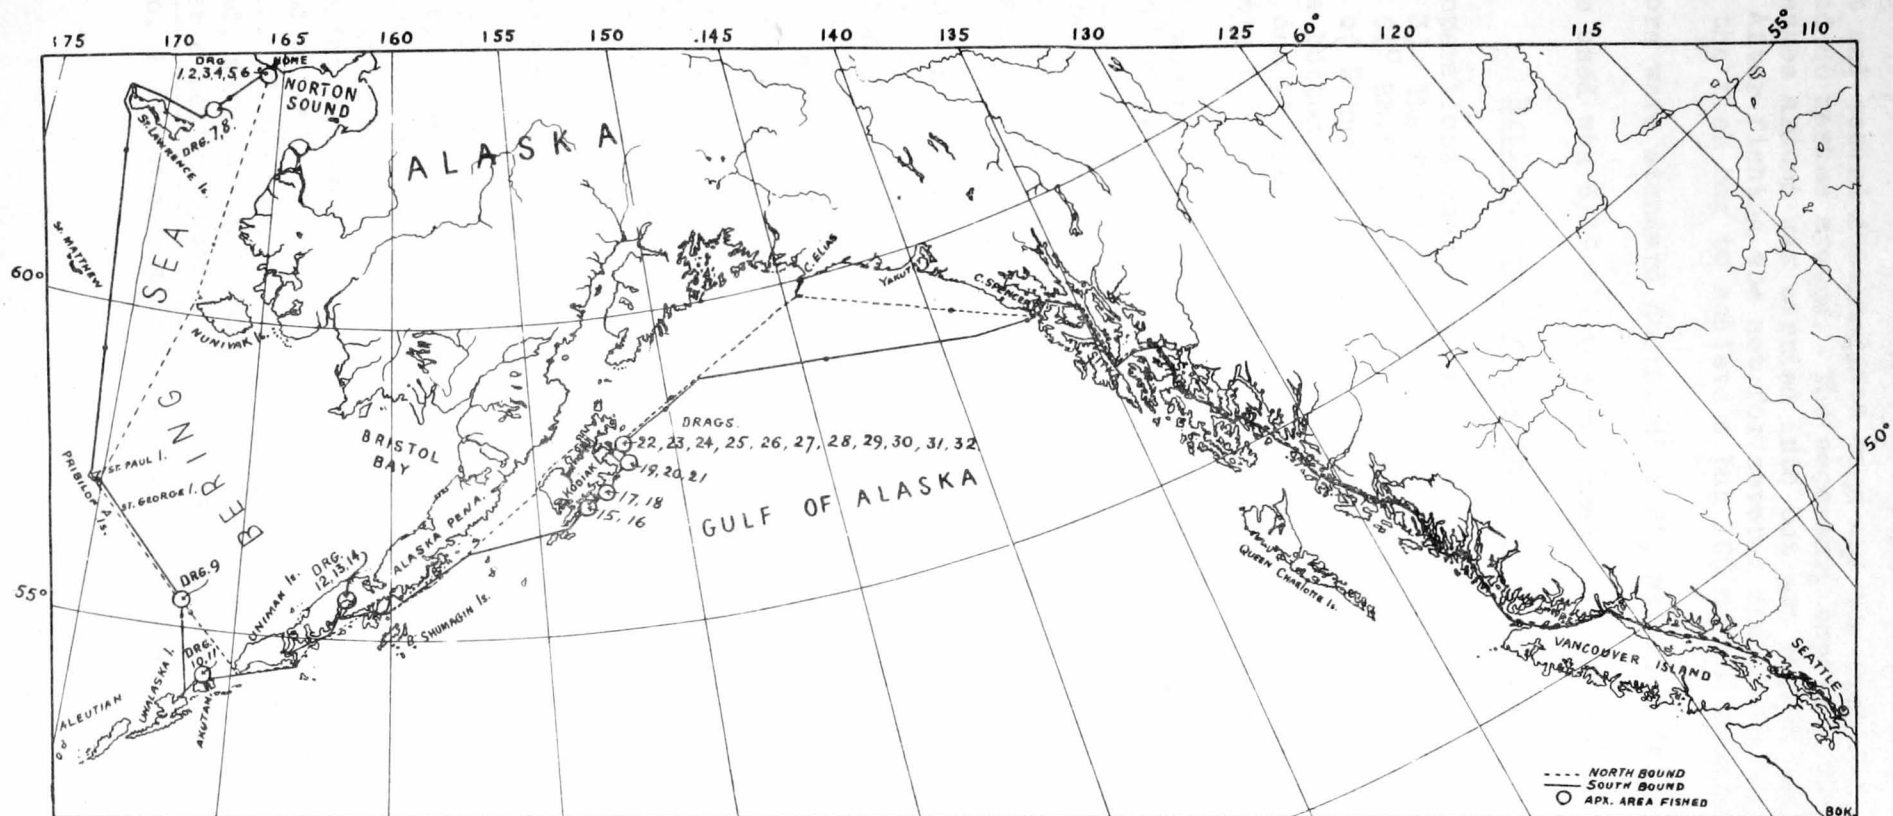 175 170 165 160 155 150 145 140 135 130 125 60° 120 115 55° 110
DRG
1,2,3,4,5,6
NOME
NORTON
SOUND
DRG. 7,8.
ST. LAWRENCE Is.
ALASKA
ST. MATTHEW
60°
BERING SEA
NUNIVAK Is.
C. ELIAS
YAKUTAT
C. SPENCER
BRISTOL
BAY
PRIBILOF Is.
ST. PAUL I.
ST. GEORGE I.
DRAGS.
22, 23, 24, 25, 26, 27, 28, 29, 30, 31, 32
19, 20, 21
17, 18
15, 16
KODIAK I.
GULF OF ALASKA
50°
ALASKA PENA.
DRG. 9
DRG.
12, 13, 14
UNIMAK Is.
55°
SHUMAGIN Is.
DRG.
10, 11
UNALASKA I.
AKUTAN
ALEUTIAN
QUEEN CHARLOTTE Is.
VANCOUVER ISLAND
SEATTLE
NORTH BOUND
SOUTH BOUND
APX. AREA FISHED
BOK